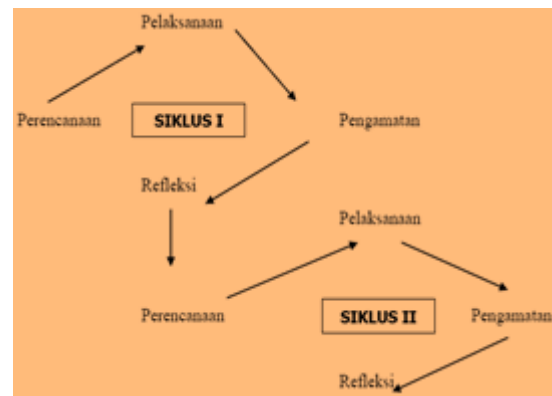 Pelaksanaan
Perencanaan
SIKLUS I
Pengamatan
Refleksi
Pelaksanaan
Perencanaan
SIKLUS II
Pengamatan
Refleksi